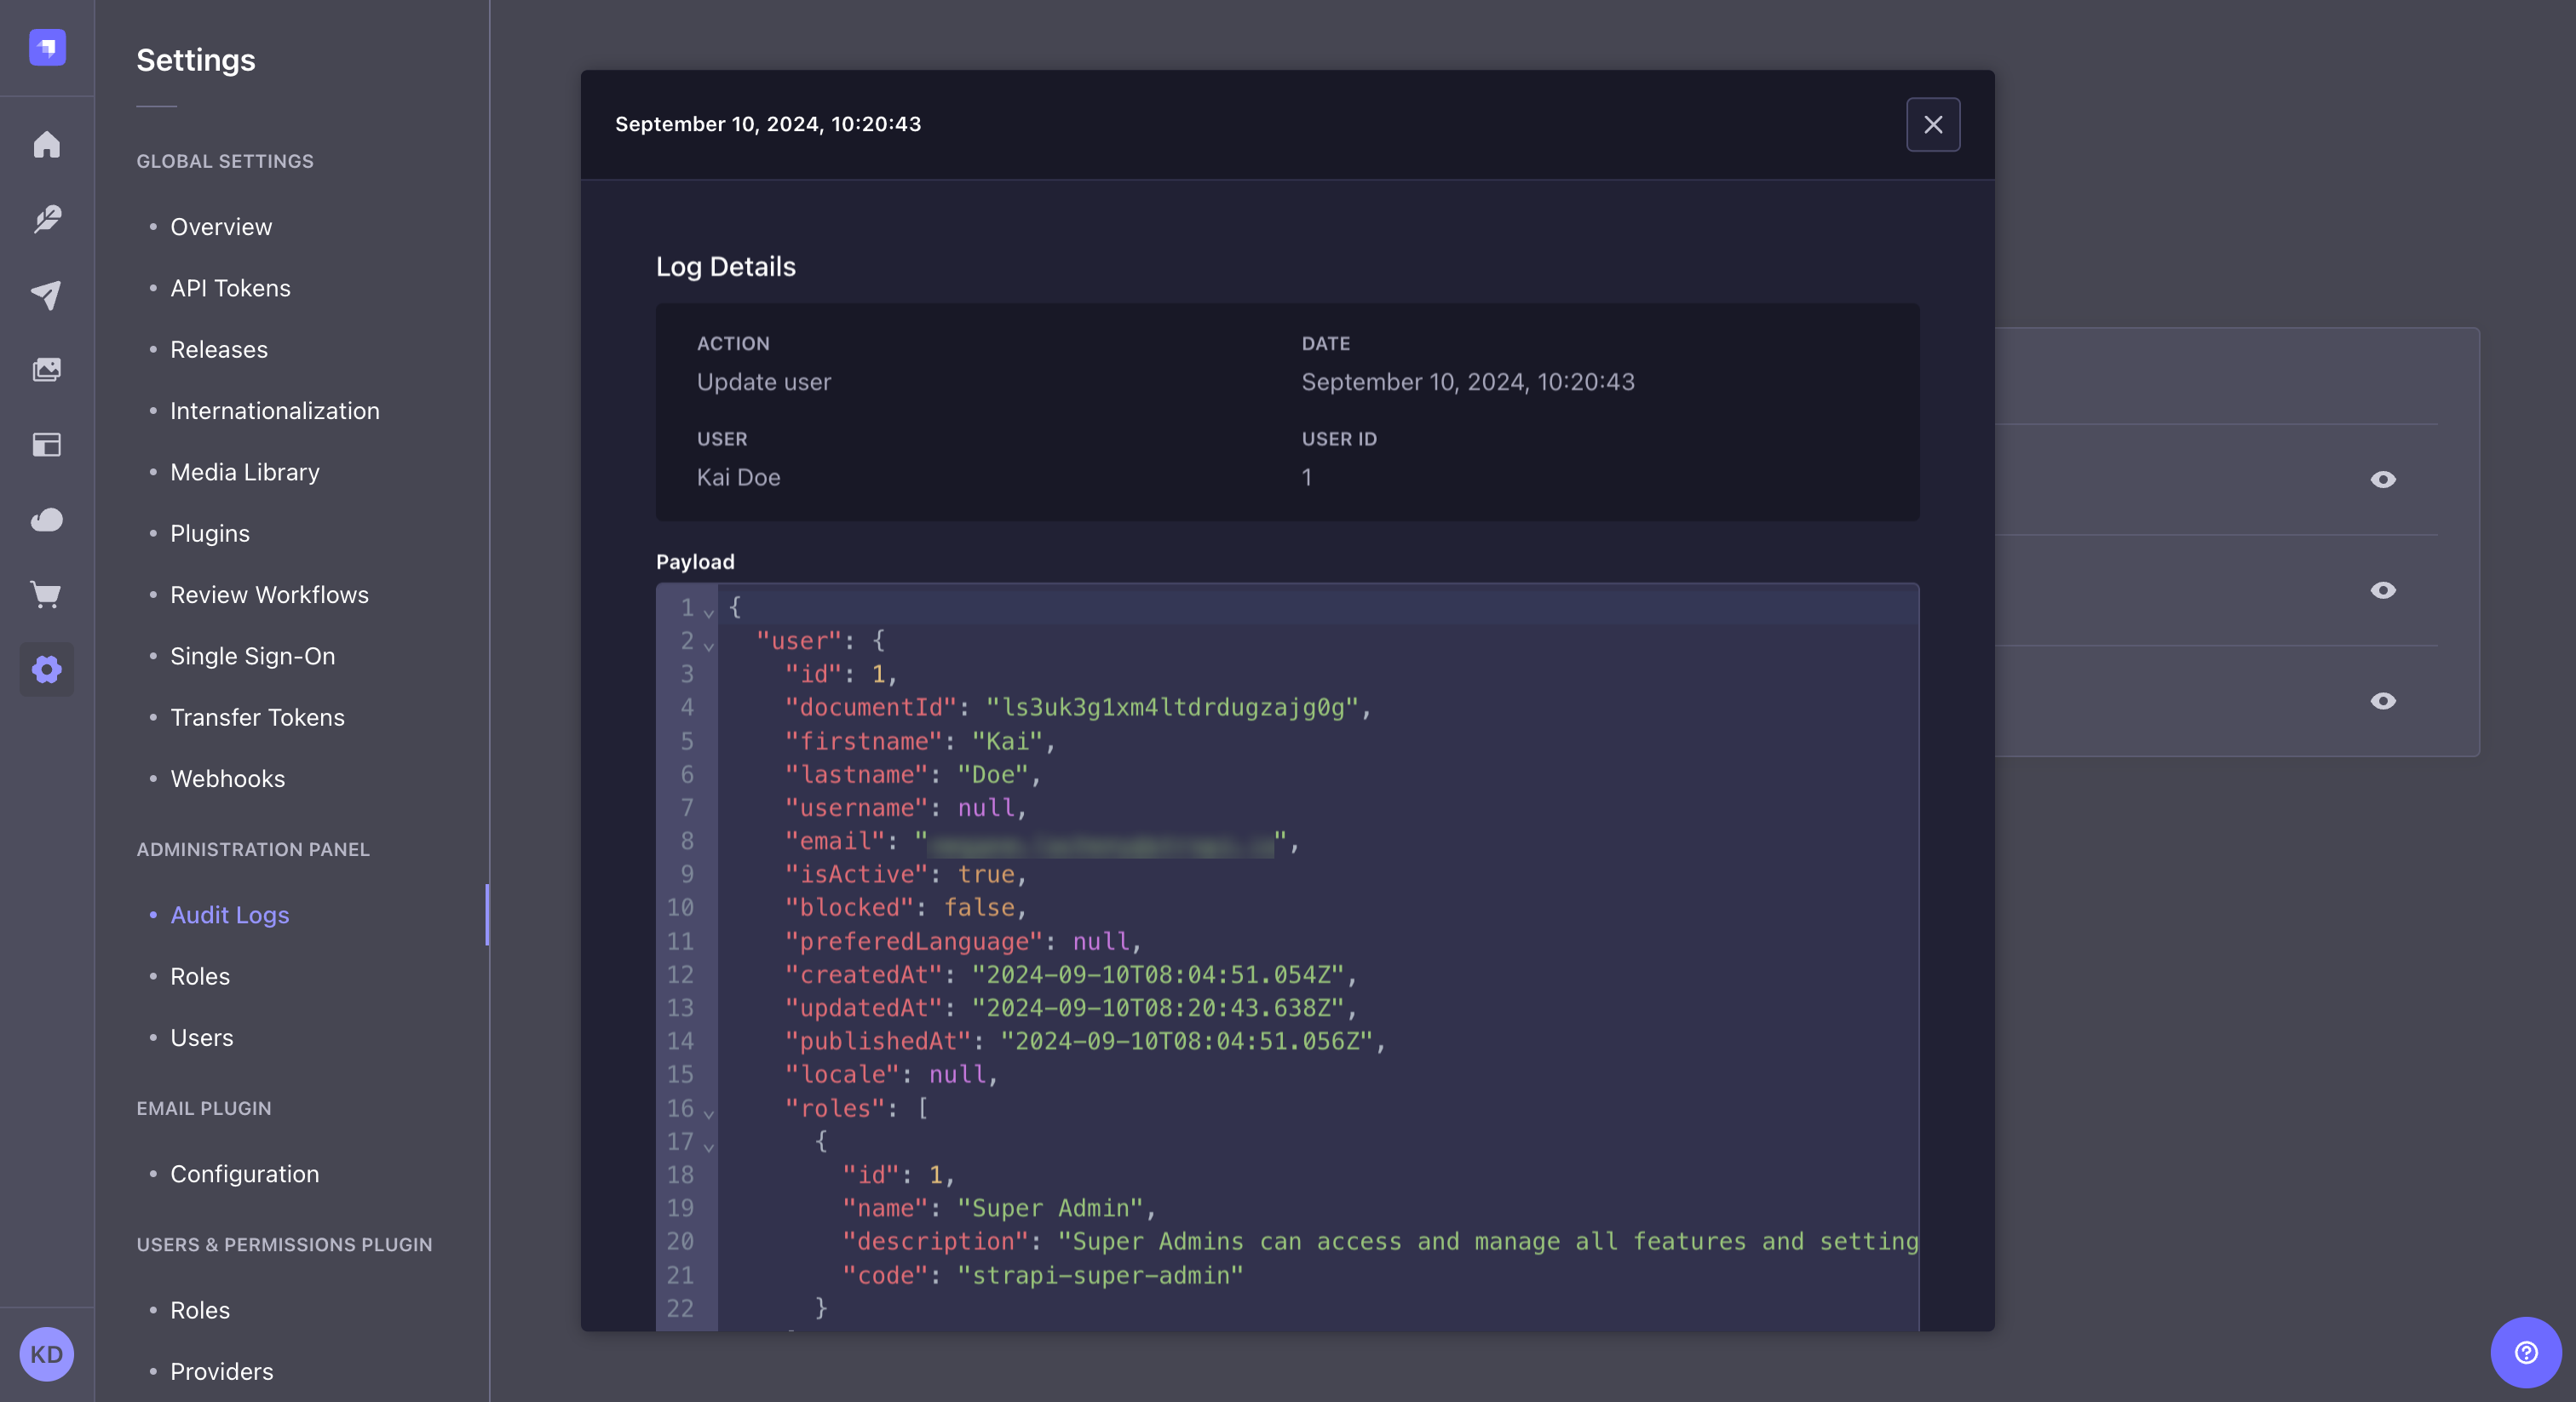 Settings
GLOBAL SETTINGS
Overview
API Tokens
Releases
Internationalization
Media Library
Plugins
Review Workflows
Single Sign-On
Transfer Tokens
Webhooks
ADMINISTRATION PANEL
Audit Logs
Roles
Users
EMAIL PLUGIN
Configuration
USERS & PERMISSIONS PLUGIN
Roles
Providers
KD
September 10, 2024, 10:20:43
Log Details
ACTION
Update user
DATE
September 10, 2024, 10:20:43
USER
Kai Doe
USER ID
1
Payload
1 {
2 "user": {
3 "id": 1,
4 "documentId": "ls3uk3g1xm4ltdrdugzajg0g",
5 "firstname": "Kai",
6 "lastname": "Doe",
7 "username": null,
8 "email": "",
9 "isActive": true,
10 "blocked": false,
11 "preferedLanguage": null,
12 "createdAt": "2024-09-10T08:04:51.054Z",
13 "updatedAt": "2024-09-10T08:20:43.638Z",
14 "publishedAt": "2024-09-10T08:04:51.056Z",
15 "locale": null,
16 "roles": [
17 {
18 "id": 1,
19 "name": "Super Admin",
20 "description": "Super Admins can access and manage all features and setting
21 "code": "strapi-super-admin"
22 }